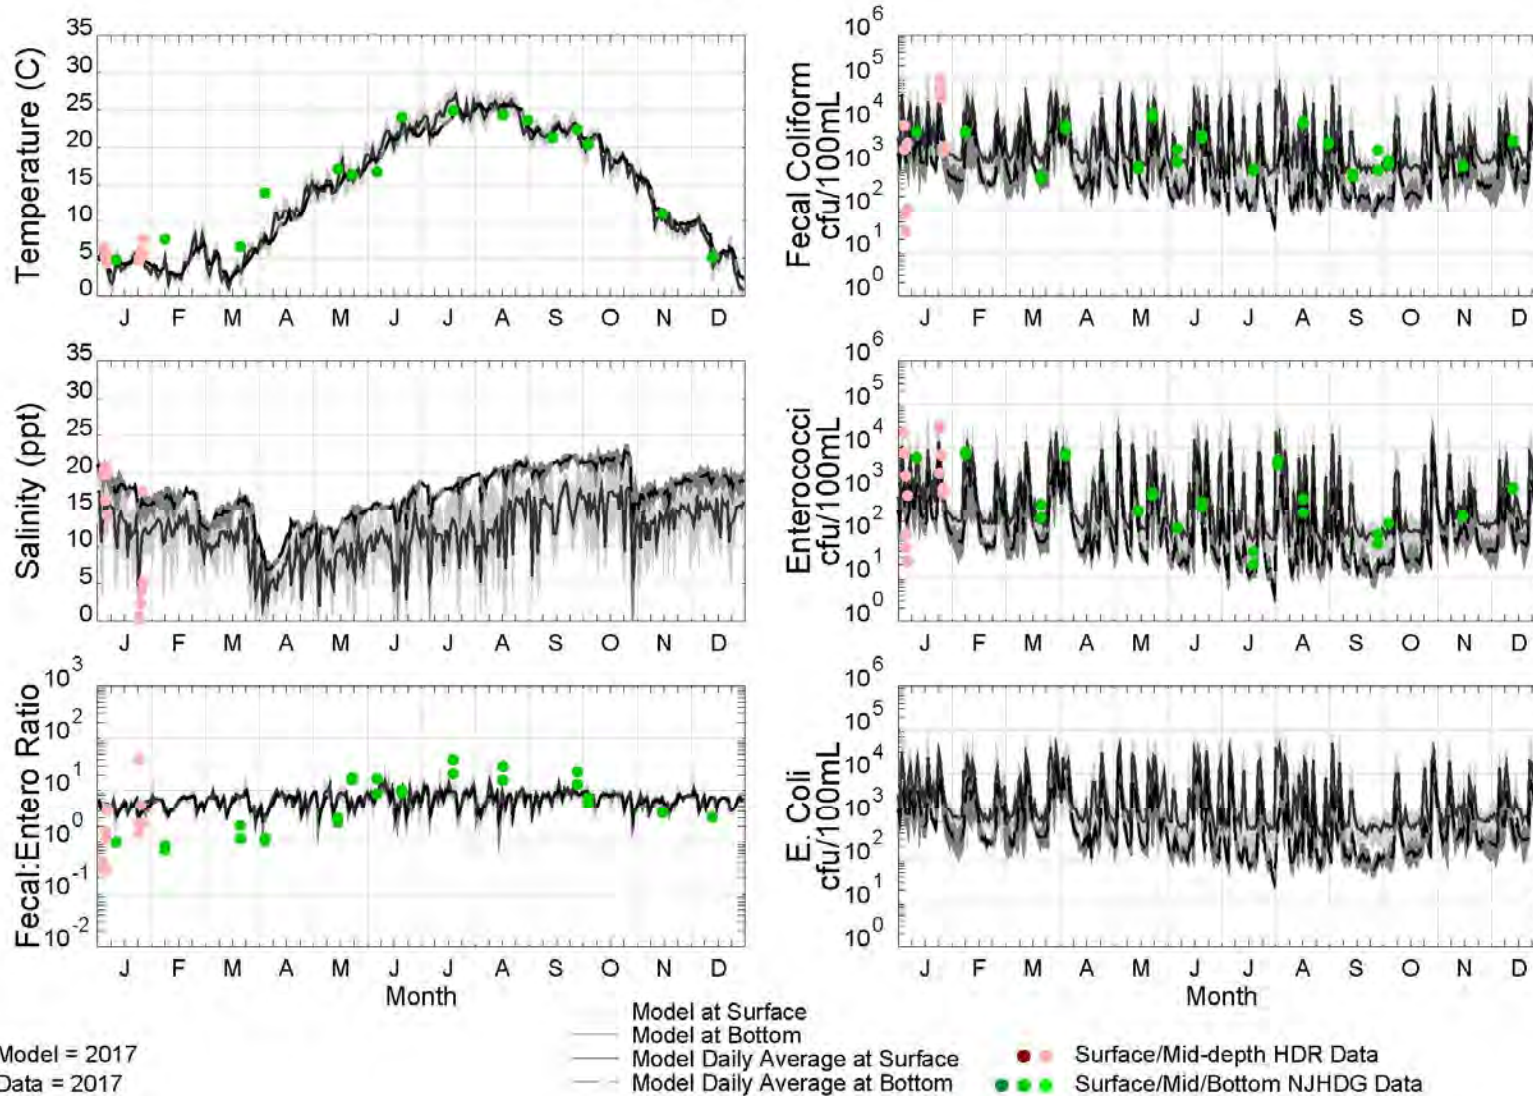 Temperature (C)
35
30
25
20
15
10
5
0
J F M A M J J A S O N D
Fecal Coliform
cfu/100mL
10^6
10^5
10^4
10^3
10^2
10^1
10^0
J F M A M J J A S O N D
Salinity (ppt)
35
30
25
20
15
10
5
0
J F M A M J J A S O N D
Enterococci
cfu/100mL
10^6
10^5
10^4
10^3
10^2
10^1
10^0
J F M A M J J A S O N D
Fecal:Entero Ratio
10^3
10^2
10^1
10^0
10^-1
10^-2
J F M A M J J A S O N D
Month
E. Coli
cfu/100mL
10^6
10^5
10^4
10^3
10^2
10^1
10^0
J F M A M J J A S O N D
Month
Model = 2017
Data = 2017
Model at Surface
Model at Bottom
Model Daily Average at Surface
Model Daily Average at Bottom
Surface/Mid-depth HDR Data
Surface/Mid/Bottom NJHDG Data